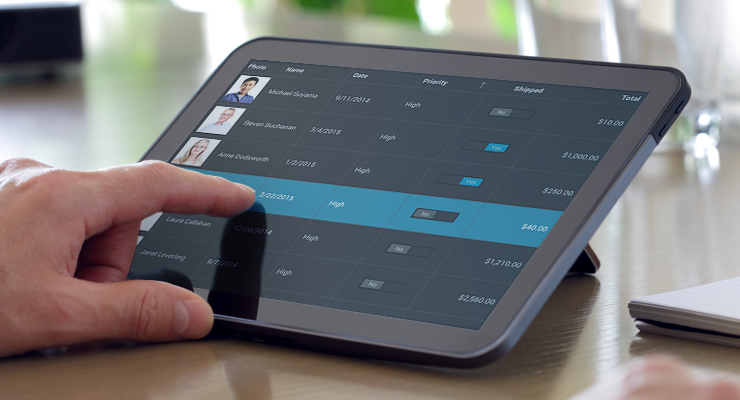 Photo Name Date Priority ↑ Shipped Total
Michael Suyama 9/11/2014 High No $10.00
Steven Buchanan 3/4/2015 High Yes $1,000.00
Anne Dodsworth 1/2/2015 High Yes $250.00
2/22/2015 High No $40.00
Laura Callahan 12/20/2014 High No $1,210.00
Janet Leverling High No $2,560.00